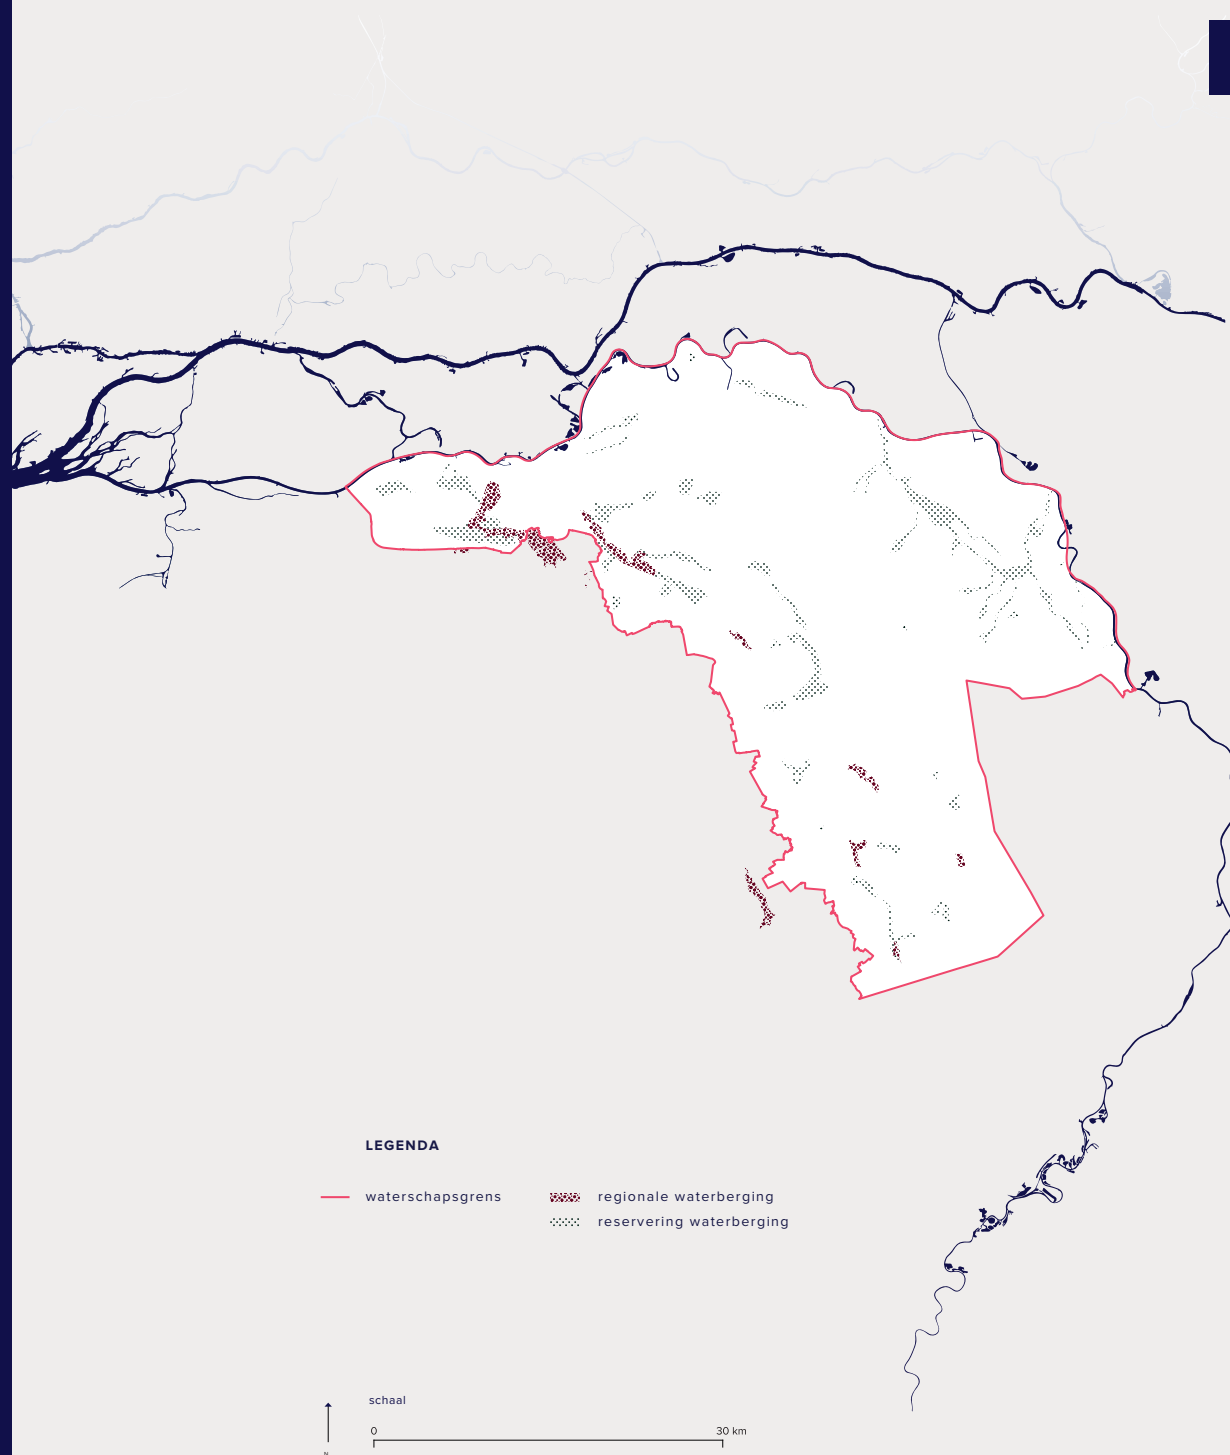 LEGENDA
waterschapsgrens
regionale waterberging
reservering waterberging
schaal
0 30 km
N